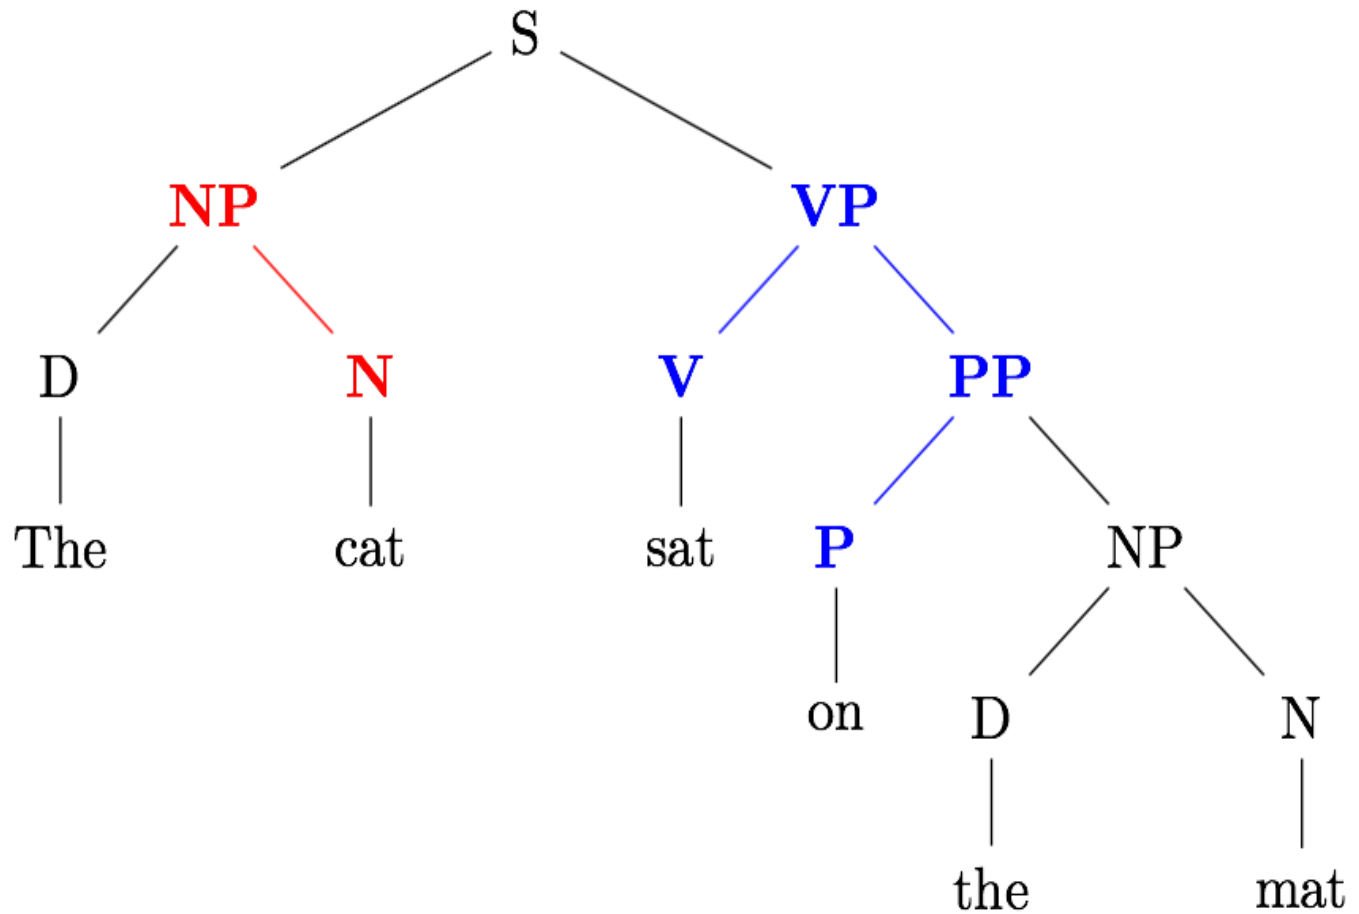 S
NP VP
D N V PP
The cat sat P NP
on D N
the mat